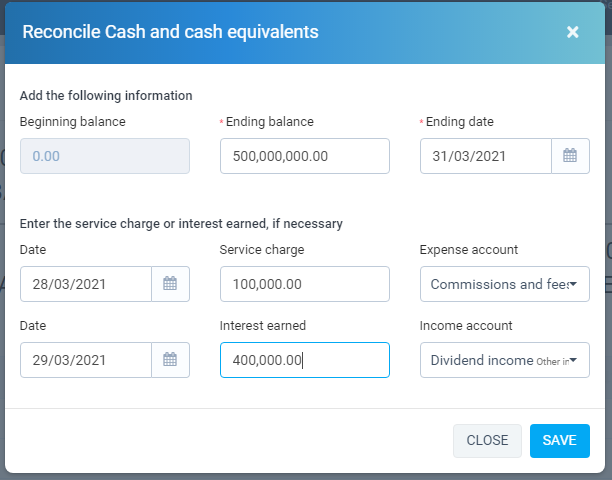 Reconcile Cash and cash equivalents ×
Add the following information
Beginning balance * Ending balance * Ending date
0.00 500,000,000.00 31/03/2021
Enter the service charge or interest earned, if necessary
Date Service charge Expense account
28/03/2021 100,000.00 Commissions and fees
Date Interest earned Income account
29/03/2021 400,000.00 Dividend income Other in
CLOSE SAVE